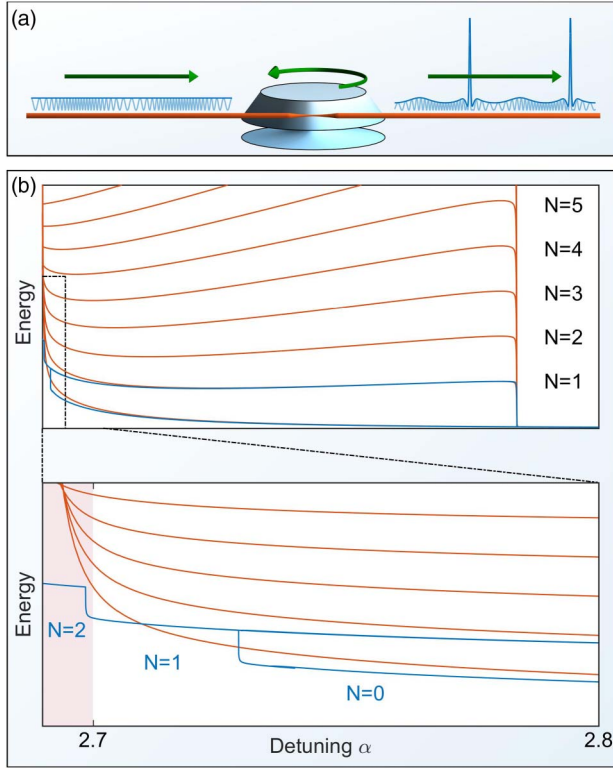 (a)
(b)
Energy
N=5
N=4
N=3
N=2
N=1
Energy
N=2
N=1
N=0
2.7
Detuning α
2.8